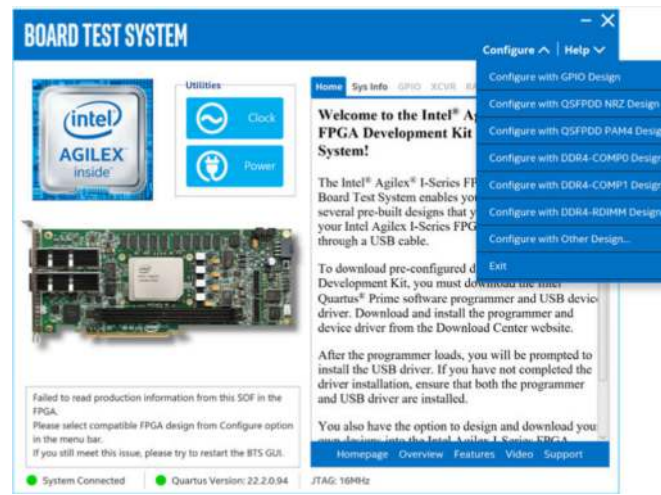 BOARD TEST SYSTEM
Configure Help
Configure with GPIO Design
Configure with QSFPDD NRZ Design
Configure with QSFPDD PAM4 Desig
Configure with DDR4-COMP0 Design
Configure with DDR4-COMP1 Design
Configure with DDR4-RDIMM Design
Configure with Other Design...
Exit
intel
AGILEX
inside
Utilities
Clock
Power
Home Sys Info GPIO XCVR
Welcome to the Intel® A
FPGA Development Kit
System!
The Intel® Agilex® I-Series FP
Board Test System enables you
several pre-built designs that y
your Intel Agilex I-Series FPG
through a USB cable.
To download pre-configured d
Development Kit, you must download the Intel
Quartus® Prime software programmer and USB device
driver. Download and install the programmer and
device driver from the Download Center website.
After the programmer loads, you will be prompted to
install the USB driver. If you have not completed the
driver installation, ensure that both the programmer
and USB driver are installed.
You also have the option to design and download your
own designs into the Intel Agilex I-Series FPGA
Homepage Overview Features Video Support
Failed to read production information from this SOF in the
FPGA.
Please select compatible FPGA design from Configure option
in the menu bar.
If you still meet this issue, please try to restart the BTS GUI.
System Connected Quartus Version: 22.2.0.94 JTAG: 16MHz